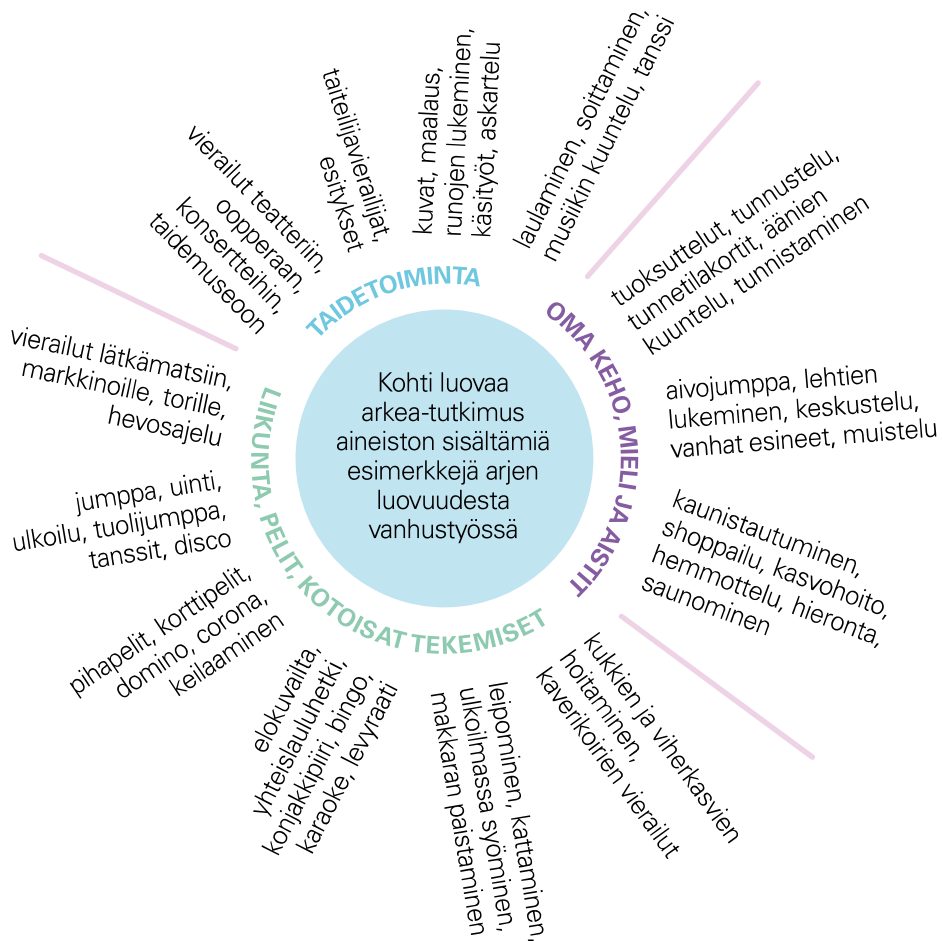 Kohti luovaa
arkea-tutkimus
aineiston sisältämiä
esimerkkejä arjen
luovuudesta
vanhustyössä
TAIDETOIMINTA
vierailut teatteriin,
oopperaan,
konsertteihin,
taidemuseoon
taiteilijavierailijat,
esitykset
kuvat, maalaus,
runojen lukeminen,
käsityöt, askartelu
laulaminen, soittaminen,
musiikin kuuntelu, tanssi
OMA KEHO, MIELI JA AISTIT
tuoksuttelut, tunnustelu,
tunnetilakortit, äänien
kuuntelu, tunnistaminen
aivojumppa, lehtien
lukeminen, keskustelu,
vanhat esineet, muistelu
kaunistautuminen,
shoppailu, kasvohoito,
hemmottelu, hieronta,
saunominen
LIIKUNTA, PELIT, KOTOISAT TEKEMISET
vierailut lätkämatsiin,
markkinoille, torille,
hevosajelu
jumppa, uinti,
ulkoilu, tuolijumppa,
tanssit, disco
pihapelit, korttipelit,
domino, corona,
keilaaminen
elokuvailta,
yhteislauluhetki,
konjakkipiiri, bingo,
karaoke, levyraati
leipominen, kattaminen,
ulkoilmassa syöminen,
makkaran paistaminen
kukkien ja viherkasvien
hoitaminen,
kaverikoirien vierailut